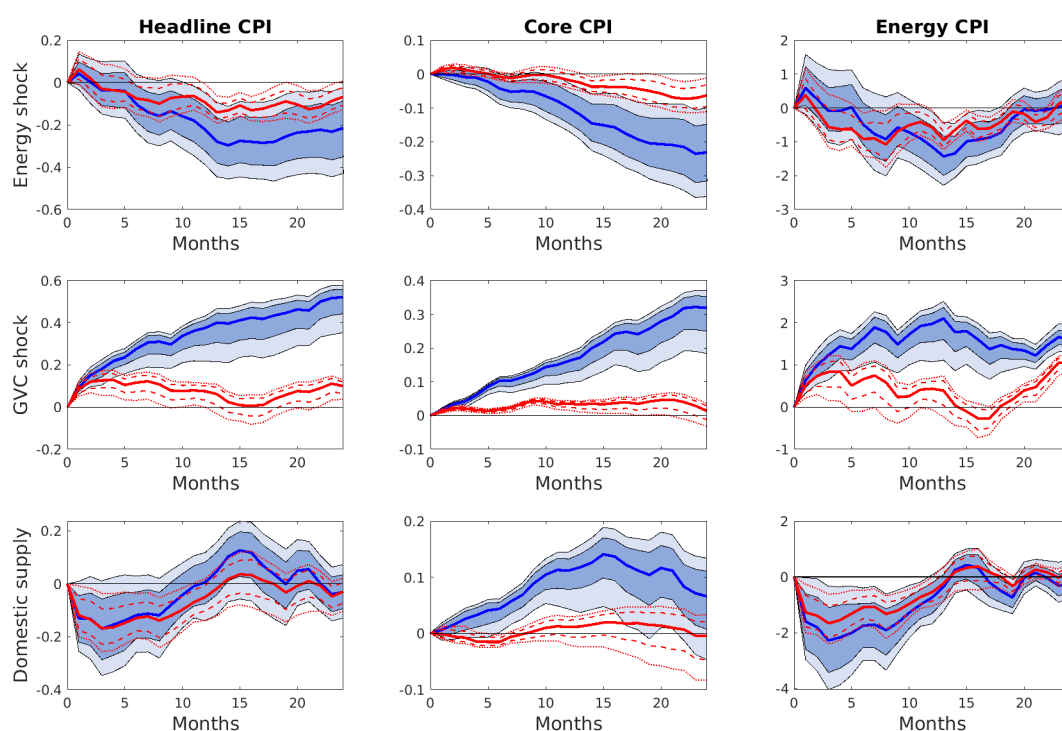 Headline CPI
Core CPI
Energy CPI
Energy shock
0.2
0
-0.2
-0.4
-0.6
0 5 10 15 20
Months
0.1
0
-0.1
-0.2
-0.3
-0.4
0 5 10 15 20
Months
2
1
0
-1
-2
-3
0 5 10 15 20
Months
GVC shock
0.6
0.4
0.2
0
-0.2
0 5 10 15 20
Months
0.4
0.3
0.2
0.1
0
-0.1
0 5 10 15 20
Months
3
2
1
0
-1
0 5 10 15 20
Months
Domestic supply
0.2
0
-0.2
-0.4
0 5 10 15 20
Months
0.2
0.1
0
-0.1
0 5 10 15 20
Months
2
0
-2
-4
0 5 10 15 20
Months